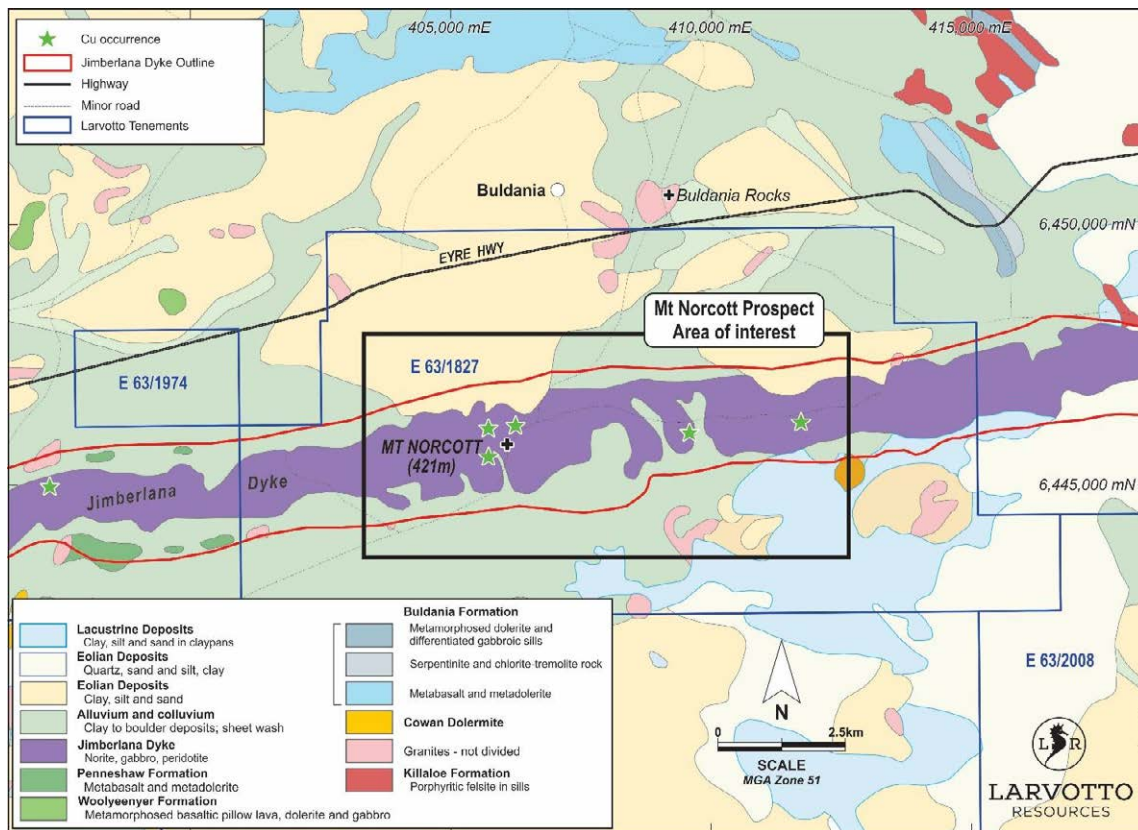 405,000 mE
410,000 mE
415,000 mE
Cu occurrence
Jimberlana Dyke Outline
Highway
Minor road
Larvotto Tenements
Buldania
Buldania Rocks
6,450,000 mN
EYRE HWY
Mt Norcott Prospect
Area of interest
E 63/1974
E 63/1827
MT NORCOTT
(421m)
Jimberlana Dyke
6,445,000 mN
Lacustrine Deposits
Clay, silt and sand in claypans
Eolian Deposits
Quartz, sand and silt, clay
Eolian Deposits
Clay, silt and sand
Alluvium and colluvium
Clay to boulder deposits; sheet wash
Jimberlana Dyke
Norite, gabbro, peridotite
Penneshaw Formation
Metabasalt and metadolerite
Woolyeenyer Formation
Metamorphosed basaltic pillow lava, dolerite and gabbro
Buldania Formation
Metamorphosed dolerite and
differentiated gabbroic sills
Serpentinite and chlorite-tremolite rock
Metabasalt and metadolerite
Cowan Dolermite
Granites - not divided
Killaloe Formation
Porphyritic felsite in sills
E 63/2008
N
0 2.5km
SCALE
MGA Zone 51
L R
LARVOTTO
RESOURCES